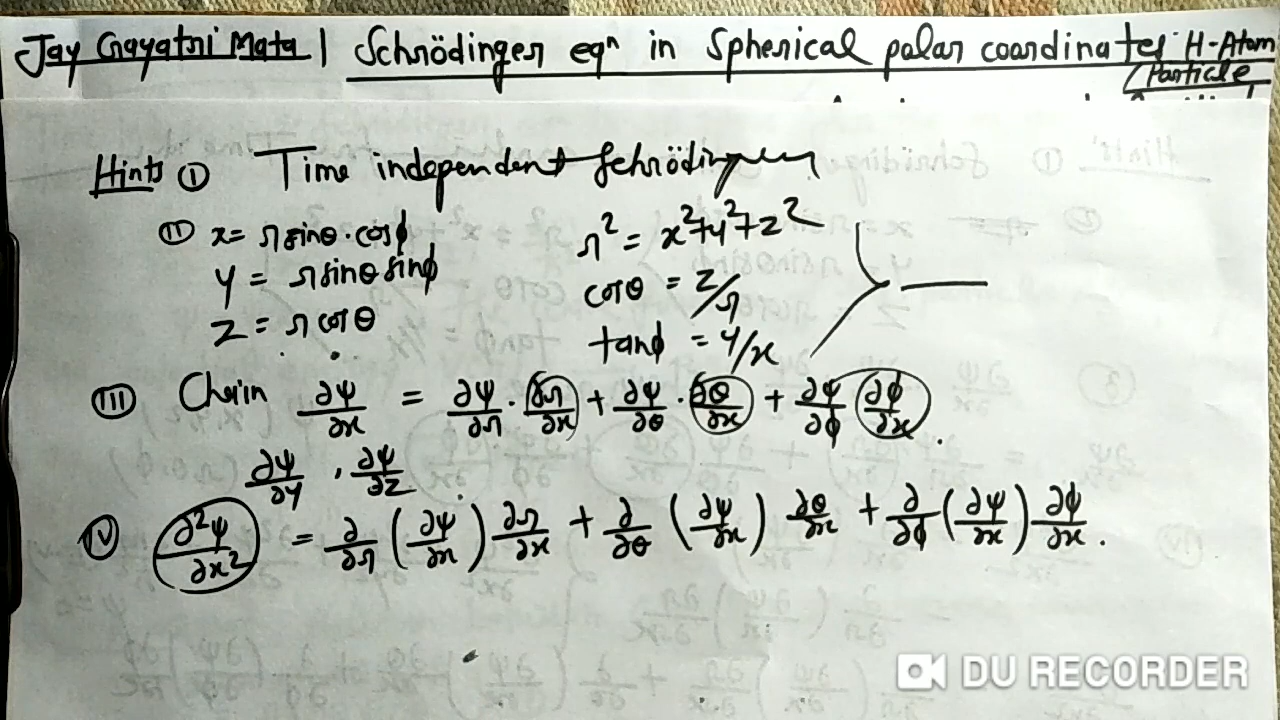 Jay Gayatri Mata | Schrödinger eqⁿ in Spherical polar coordinates H-Atom
Particle
Hints ① Time independent Schrödinger
② x = r sinθ·cosϕ r² = x²+y²+z²
y = r sinθ sinϕ cosθ = z/r
z = r cosθ tanϕ = y/x
③ Chain ∂ψ/∂x = ∂ψ/∂r · ∂r/∂x + ∂ψ/∂θ · ∂θ/∂x + ∂ψ/∂ϕ ∂ϕ/∂x .
∂ψ/∂y , ∂ψ/∂z
④ ∂²ψ/∂x² = ∂/∂r (∂ψ/∂x) ∂r/∂x + ∂/∂θ (∂ψ/∂x) ∂θ/∂x + ∂/∂ϕ (∂ψ/∂x) ∂ϕ/∂x .
DU RECORDER